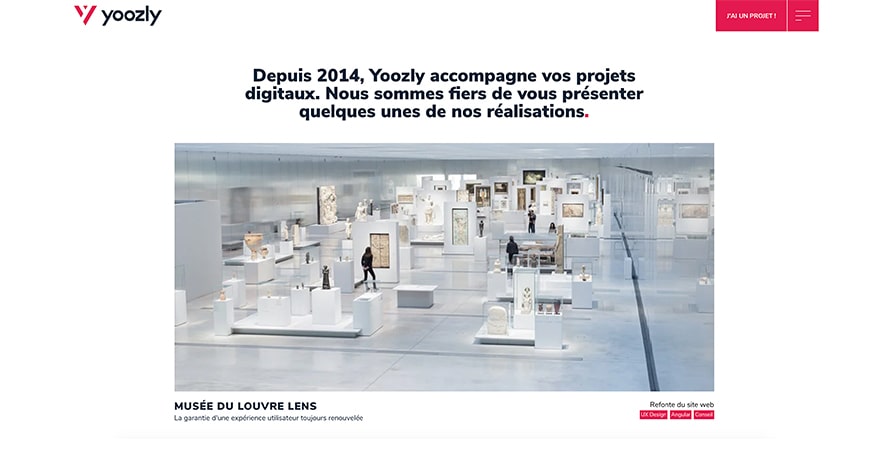 yoozly
J'AI UN PROJET !
Depuis 2014, Yoozly accompagne vos projets
digitaux. Nous sommes fiers de vous présenter
quelques unes de nos réalisations.
MUSÉE DU LOUVRE LENS
La garantie d'une expérience utilisateur toujours renouvelée
Refonte du site web
UX Design Angular Conseil